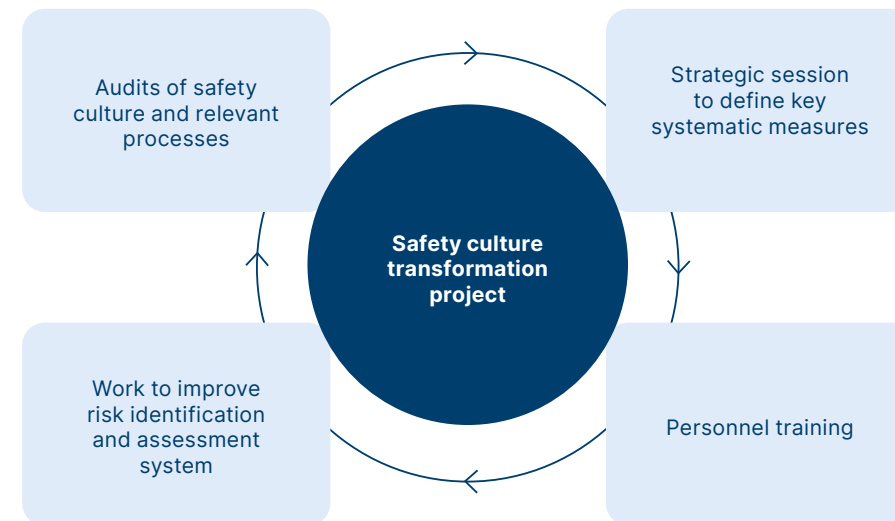 Audits of safety
culture and relevant
processes
Strategic session
to define key
systematic measures
Safety culture
transformation
project
Work to improve
risk identification
and assessment
system
Personnel training